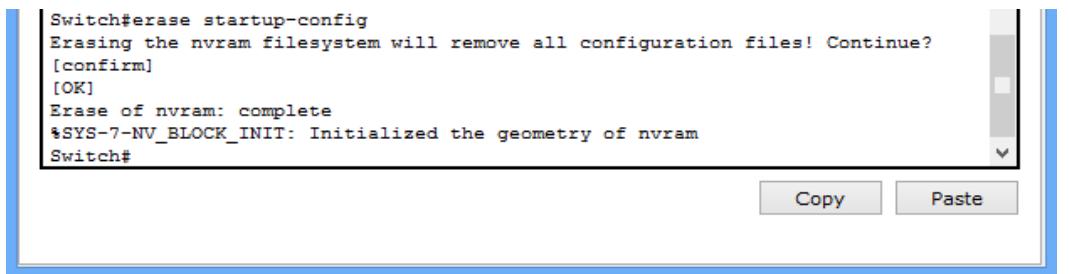 Switch#erase startup-config
Erasing the nvram filesystem will remove all configuration files! Continue?
[confirm]
[OK]
Erase of nvram: complete
%SYS-7-NV_BLOCK_INIT: Initialized the geometry of nvram
Switch#
Copy Paste